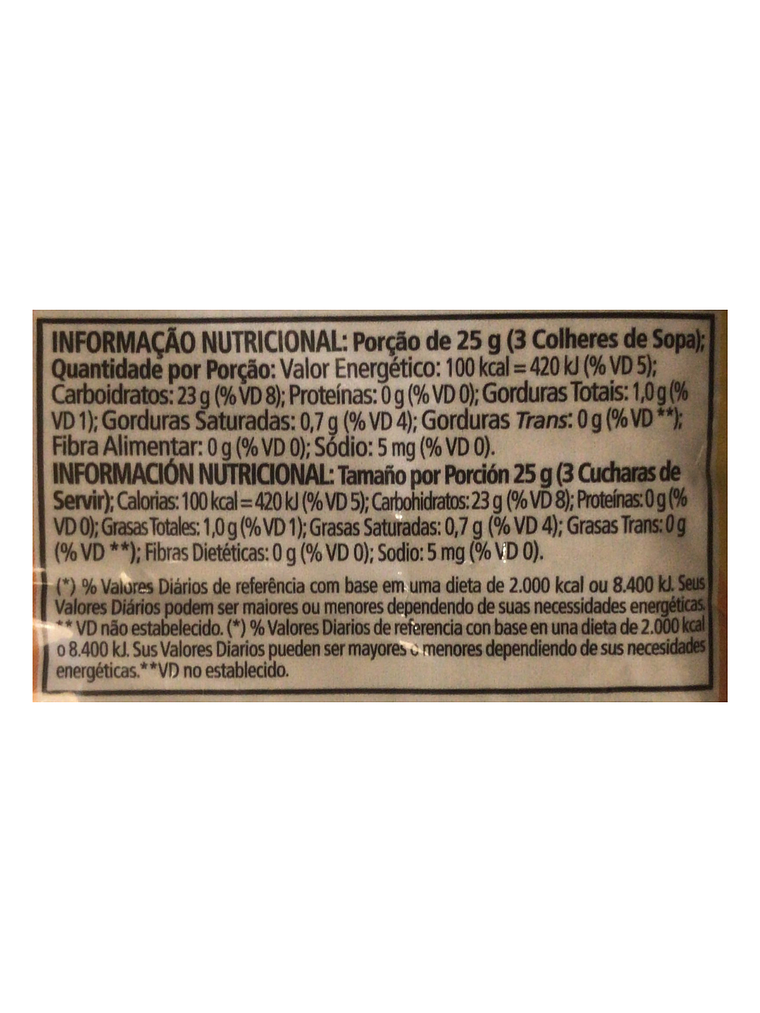 INFORMAÇÃO NUTRICIONAL: Porção de 25 g (3 Colheres de Sopa);
Quantidade por Porção: Valor Energético: 100 kcal = 420 kJ (% VD 5);
Carboidratos: 23 g (% VD 8); Proteínas: 0 g (% VD 0); Gorduras Totais: 1,0 g (%
VD 1); Gorduras Saturadas: 0,7 g (% VD 4); Gorduras Trans: 0 g (% VD **);
Fibra Alimentar: 0 g (% VD 0); Sódio: 5 mg (% VD 0).
INFORMACIÓN NUTRICIONAL: Tamaño por Porción 25 g (3 Cucharas de
Servir); Calorias: 100 kcal = 420 kJ (% VD 5); Carbohidratos: 23 g (% VD 8); Proteínas: 0 g (%
VD 0); Grasas Totales: 1,0 g (% VD 1); Grasas Saturadas: 0,7 g (% VD 4); Grasas Trans: 0 g
(% VD **); Fibras Dietéticas: 0 g (% VD 0); Sodio: 5 mg (% VD 0).
(*) % Valores Diários de referência com base em uma dieta de 2.000 kcal ou 8.400 kJ. Seus
Valores Diários podem ser maiores ou menores dependendo de suas necessidades energéticas.
** VD não estabelecido. (*) % Valores Diarios de referencia con base en una dieta de 2.000 kcal
o 8.400 kJ. Sus Valores Diarios pueden ser mayores o menores dependiendo de sus necesidades
energéticas.**VD no establecido.